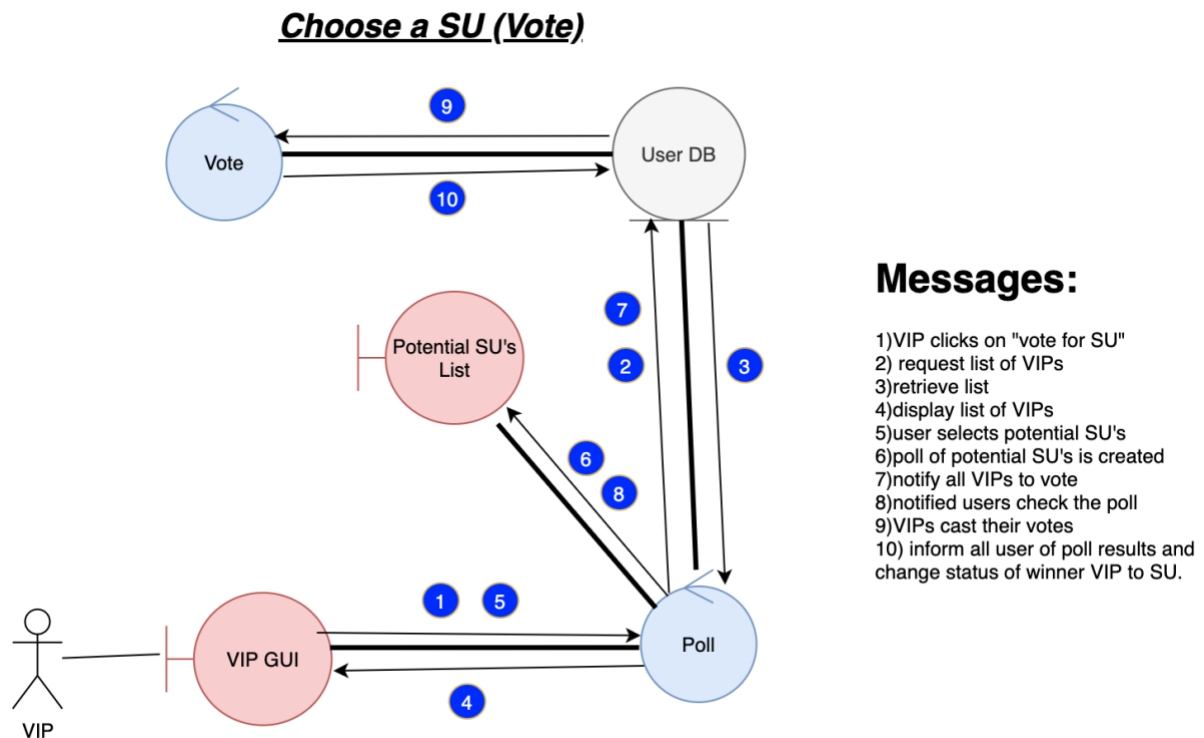 Choose a SU (Vote)
9
Vote
User DB
10
7
Potential SU's
List
2
3
6
8
1
5
VIP GUI
Poll
4
VIP
Messages:
1)VIP clicks on "vote for SU"
2) request list of VIPs
3)retrieve list
4)display list of VIPs
5)user selects potential SU's
6)poll of potential SU's is created
7)notify all VIPs to vote
8)notified users check the poll
9)VIPs cast their votes
10) inform all user of poll results and
change status of winner VIP to SU.